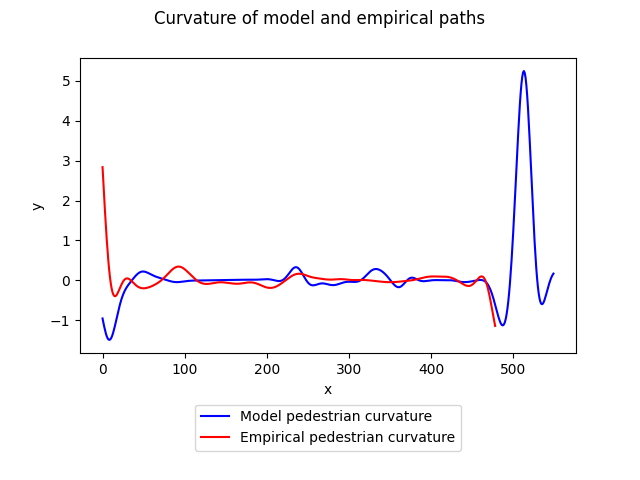 Curvature of model and empirical paths
5
4
3
2
1
0
−1
y
0 100 200 300 400 500
x
Model pedestrian curvature
Empirical pedestrian curvature